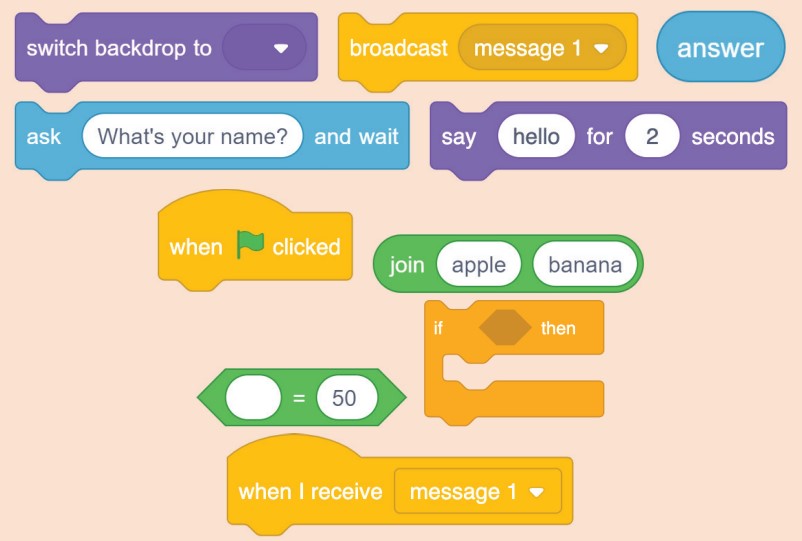 switch backdrop to
broadcast message 1
answer
ask What's your name? and wait
say hello for 2 seconds
when clicked
join apple banana
if then
= 50
when I receive message 1